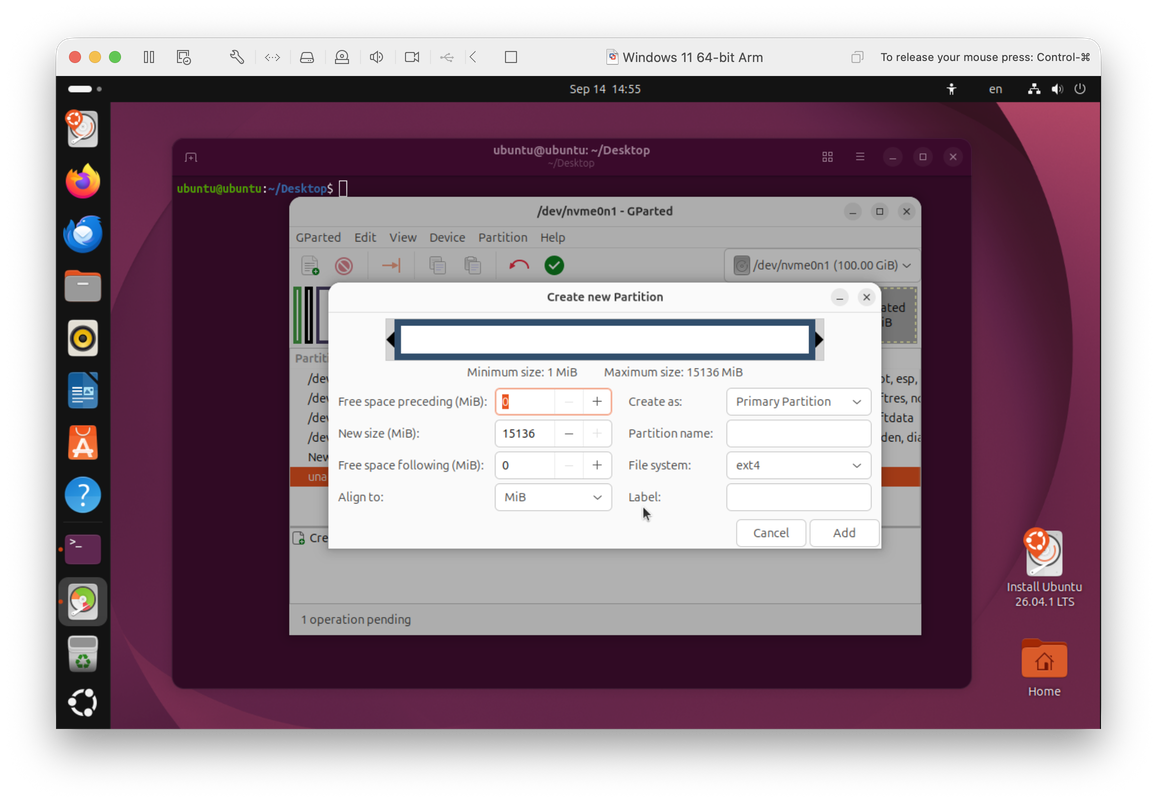 Windows 11 64-bit Arm
To release your mouse press: Control-⌘
Sep 14 14:55
en
ubuntu@ubuntu: ~/Desktop
~/Desktop
ubuntu@ubuntu:~/Desktop$
/dev/nvme0n1 - GParted
GParted Edit View Device Partition Help
/dev/nvme0n1 (100.00 GiB)
Create new Partition
Minimum size: 1 MiB Maximum size: 15136 MiB
Free space preceding (MiB): 0 Create as: Primary Partition
New size (MiB): 15136 Partition name:
Free space following (MiB): 0 File system: ext4
Align to: MiB Label:
Cancel Add
1 operation pending
Install Ubuntu
26.04.1 LTS
Home